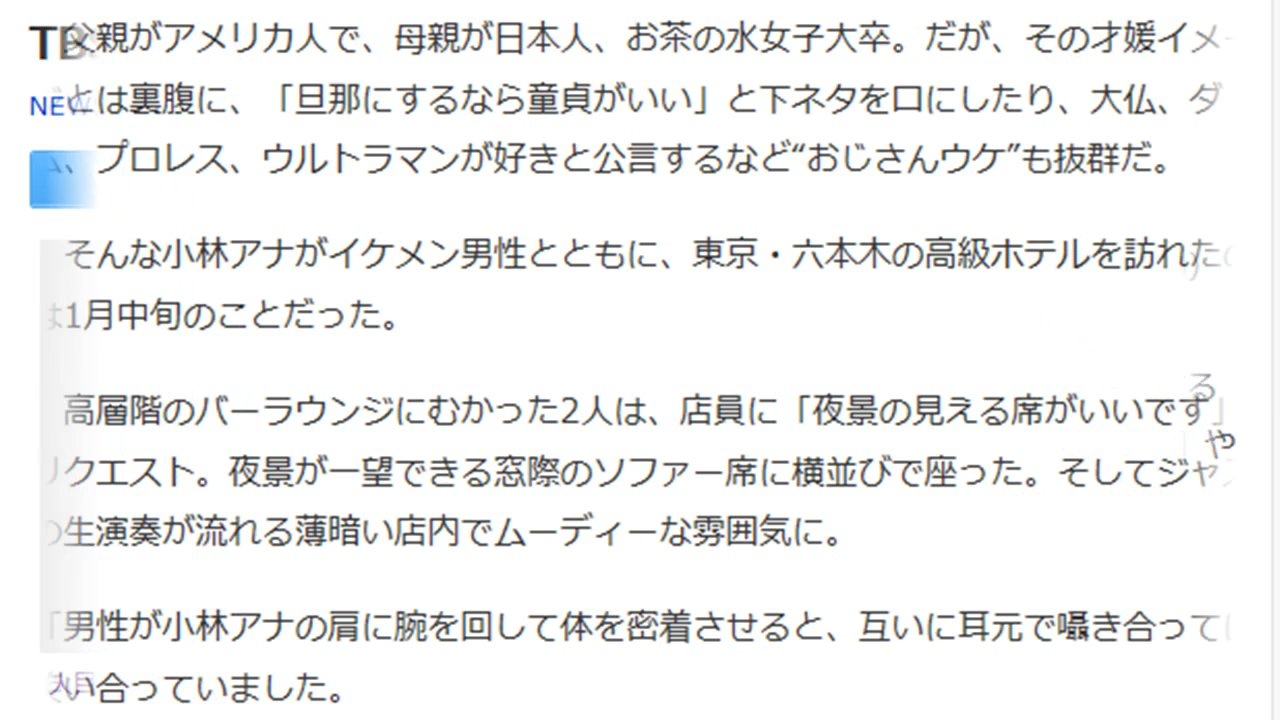 TB
父親がアメリカ人で、母親が日本人、お茶の水女子大卒。だが、その才媛イメ
NEW
とは裏腹に、「旦那にするなら童貞がいい」と下ネタを口にしたり、大仏、ダ
、プロレス、ウルトラマンが好きと公言するなど“おじさんウケ”も抜群だ。
そんな小林アナがイケメン男性とともに、東京・六本木の高級ホテルを訪れたの
は1月中旬のことだった。
る
高層階のバーラウンジにむかった2人は、店員に「夜景の見える席がいいです」
や
リクエスト。夜景が一望できる窓際のソファー席に横並びで座った。そしてジャ
の生演奏が流れる薄暗い店内でムーディーな雰囲気に。
「男性が小林アナの肩に腕を回して体を密着させると、互いに耳元で囁き合って
い合っていました。